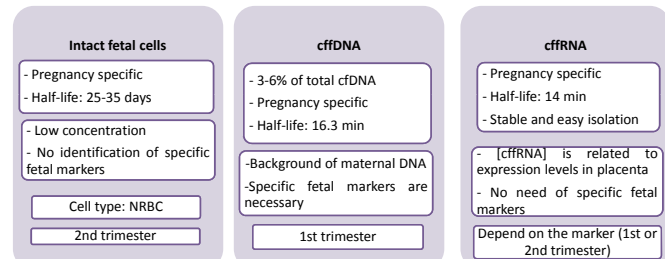 Intact fetal cells
- Pregnancy specific
- Half-life: 25-35 days
- Low concentration
- No identification of specific
fetal markers
Cell type: NRBC
2nd trimester
cffDNA
- 3-6% of total cfDNA
- Pregnancy specific
- Half-life: 16.3 min
-Background of maternal DNA
-Specific fetal markers are
necessary
1st trimester
cffRNA
- Pregnancy specific
- Half-life: 14 min
- Stable and easy isolation
- [cffRNA] is related to
expression levels in placenta
- No need of specific fetal
markers
Depend on the marker (1st or
2nd trimester)